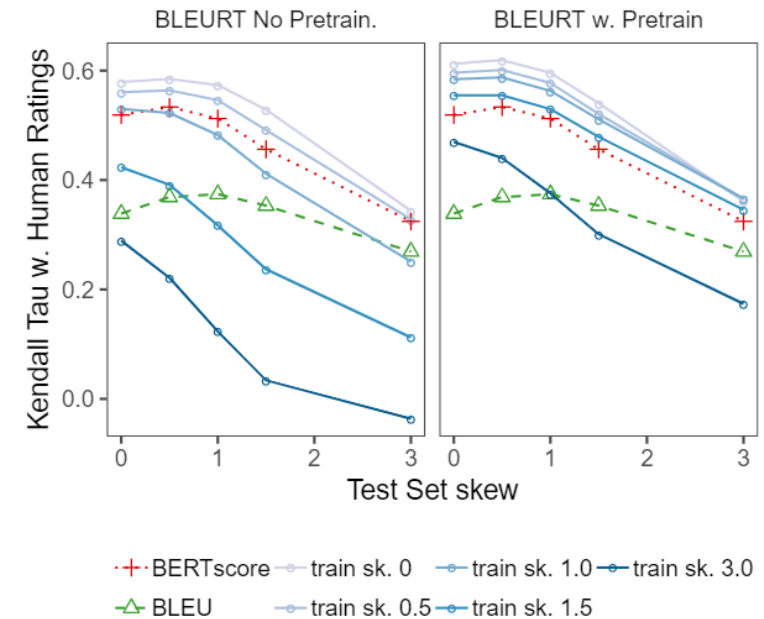 BLEURT No Pretrain. BLEURT w. Pretrain
Kendall Tau w. Human Ratings
0.6
0.4
0.2
0.0
0 1 2 3 0 1 2 3
Test Set skew
BERTscore train sk. 0 train sk. 1.0 train sk. 3.0
BLEU train sk. 0.5 train sk. 1.5